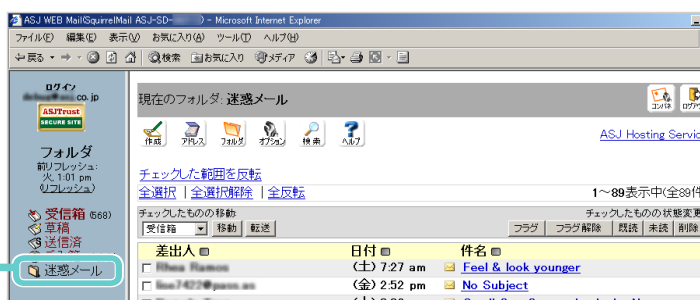 ASJ WEB Mail(SquirrelMail ASJ-SD- ) - Microsoft Internet Explorer
ファイル(F) 編集(E) 表示(V) お気に入り(A) ツール(T) ヘルプ(H)
戻る 検索 お気に入り メディア
ログイン
co.jp
ASJTrust
SECURE SITE
フォルダ
前リフレッシュ:
火, 1:01 pm
(リフレッシュ)
受信箱 (568)
草稿
送信済
迷惑メール
現在のフォルダ: 迷惑メール
コンパネ
作成 アドレス フォルダ オプション 検索 ヘルプ
ASJ Hosting Servic
チェックした範囲を反転
全選択 | 全選択解除 | 全反転
1～89表示中(全89件
チェックしたものの移動:
チェックしたものの状態変更
受信箱 移動 転送
フラグ フラグ解除 既読 未読 削除
差出人 日付 件名
Rhea Ramos (土) 7:27 am Feel & look younger
(金) 2:52 pm No Subject